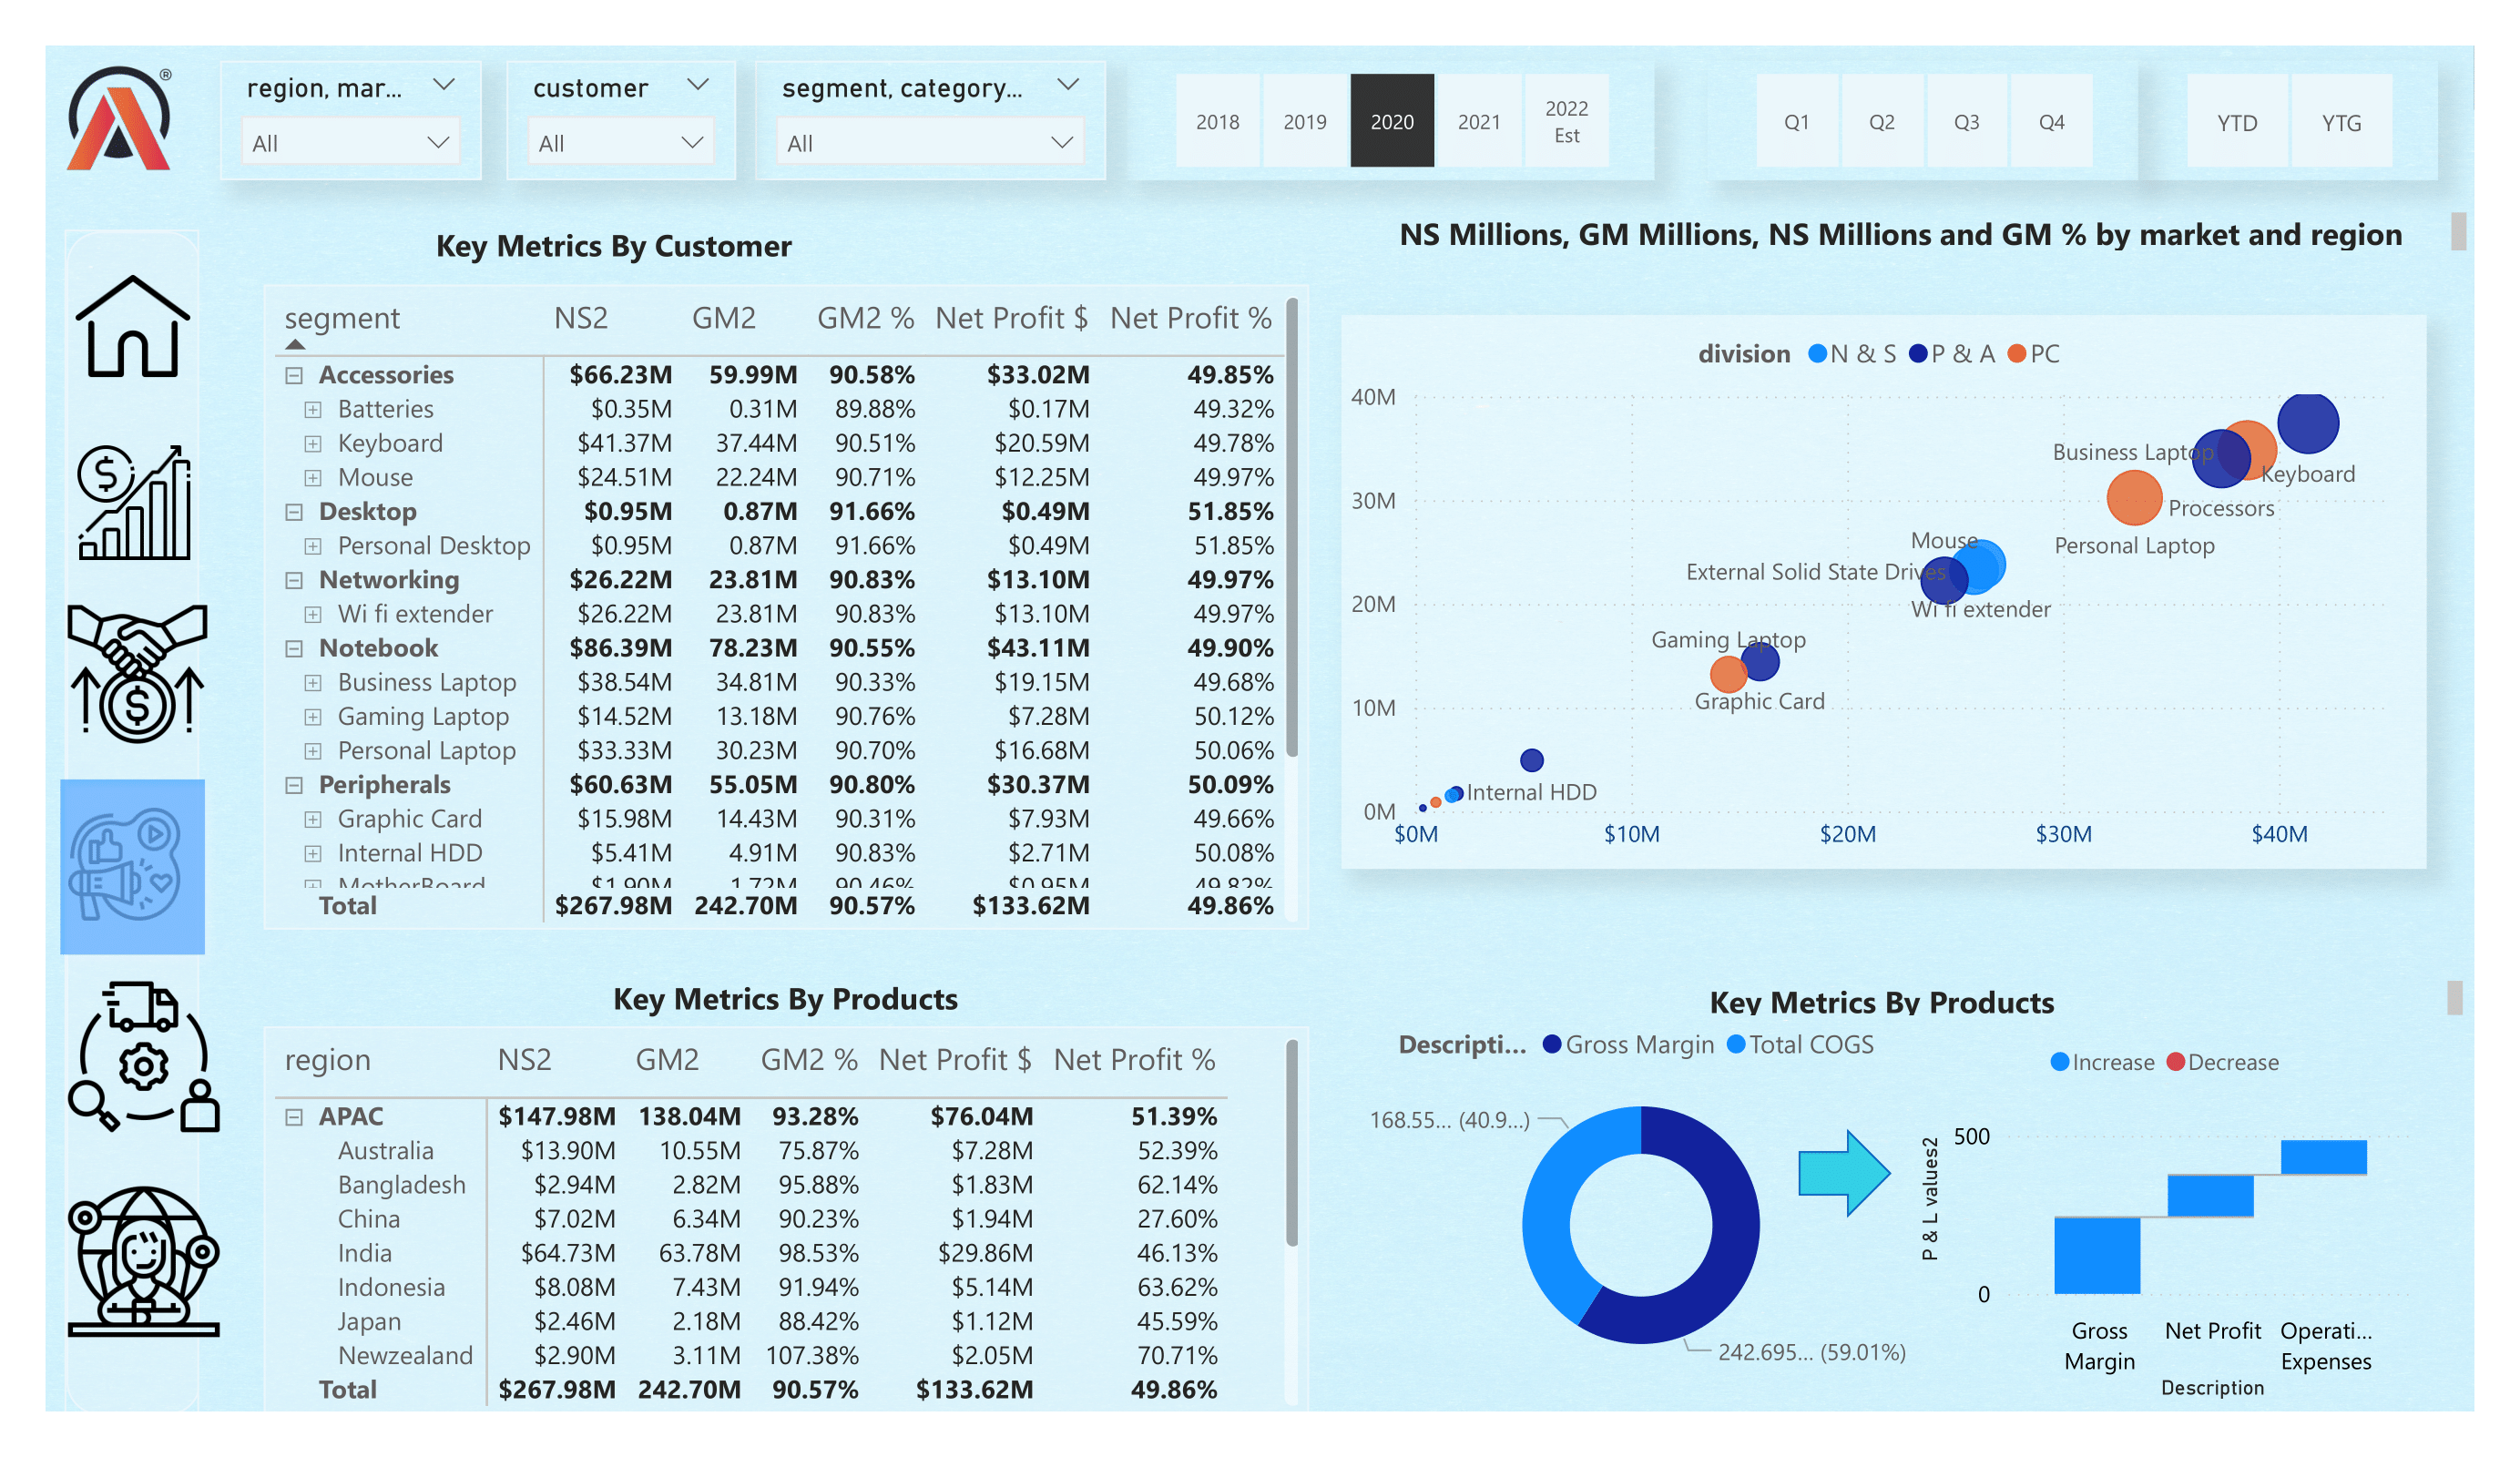 ®
region, mar...
All
customer
All
segment, category...
All
2018
2019
2020
2021
2022
Est
Q1
Q2
Q3
Q4
YTD
YTG
Key Metrics By Customer
segment NS2 GM2 GM2 % Net Profit $ Net Profit %
Accessories $66.23M 59.99M 90.58% $33.02M 49.85%
Batteries $0.35M 0.31M 89.88% $0.17M 49.32%
Keyboard $41.37M 37.44M 90.51% $20.59M 49.78%
Mouse $24.51M 22.24M 90.71% $12.25M 49.97%
Desktop $0.95M 0.87M 91.66% $0.49M 51.85%
Personal Desktop $0.95M 0.87M 91.66% $0.49M 51.85%
Networking $26.22M 23.81M 90.83% $13.10M 49.97%
Wi fi extender $26.22M 23.81M 90.83% $13.10M 49.97%
Notebook $86.39M 78.23M 90.55% $43.11M 49.90%
Business Laptop $38.54M 34.81M 90.33% $19.15M 49.68%
Gaming Laptop $14.52M 13.18M 90.76% $7.28M 50.12%
Personal Laptop $33.33M 30.23M 90.70% $16.68M 50.06%
Peripherals $60.63M 55.05M 90.80% $30.37M 50.09%
Graphic Card $15.98M 14.43M 90.31% $7.93M 49.66%
Internal HDD $5.41M 4.91M 90.83% $2.71M 50.08%
MotherBoard $1.90M 1.72M 90.46% $0.95M 49.82%
Total $267.98M 242.70M 90.57% $133.62M 49.86%
NS Millions, GM Millions, NS Millions and GM % by market and region
division N & S P & A PC
40M
30M
20M
10M
0M
Business Laptop
Keyboard
Processors
Personal Laptop
Mouse
External Solid State Drives
Wi fi extender
Gaming Laptop
Graphic Card
Internal HDD
$0M $10M $20M $30M $40M
Key Metrics By Products
region NS2 GM2 GM2 % Net Profit $ Net Profit %
APAC $147.98M 138.04M 93.28% $76.04M 51.39%
Australia $13.90M 10.55M 75.87% $7.28M 52.39%
Bangladesh $2.94M 2.82M 95.88% $1.83M 62.14%
China $7.02M 6.34M 90.23% $1.94M 27.60%
India $64.73M 63.78M 98.53% $29.86M 46.13%
Indonesia $8.08M 7.43M 91.94% $5.14M 63.62%
Japan $2.46M 2.18M 88.42% $1.12M 45.59%
Newzealand $2.90M 3.11M 107.38% $2.05M 70.71%
Total $267.98M 242.70M 90.57% $133.62M 49.86%
Key Metrics By Products
Descripti... Gross Margin Total COGS
168.55... (40.9...)
242.695... (59.01%)
Increase Decrease
P & L values2
500
0
Gross
Margin
Net Profit
Operati...
Expenses
Description